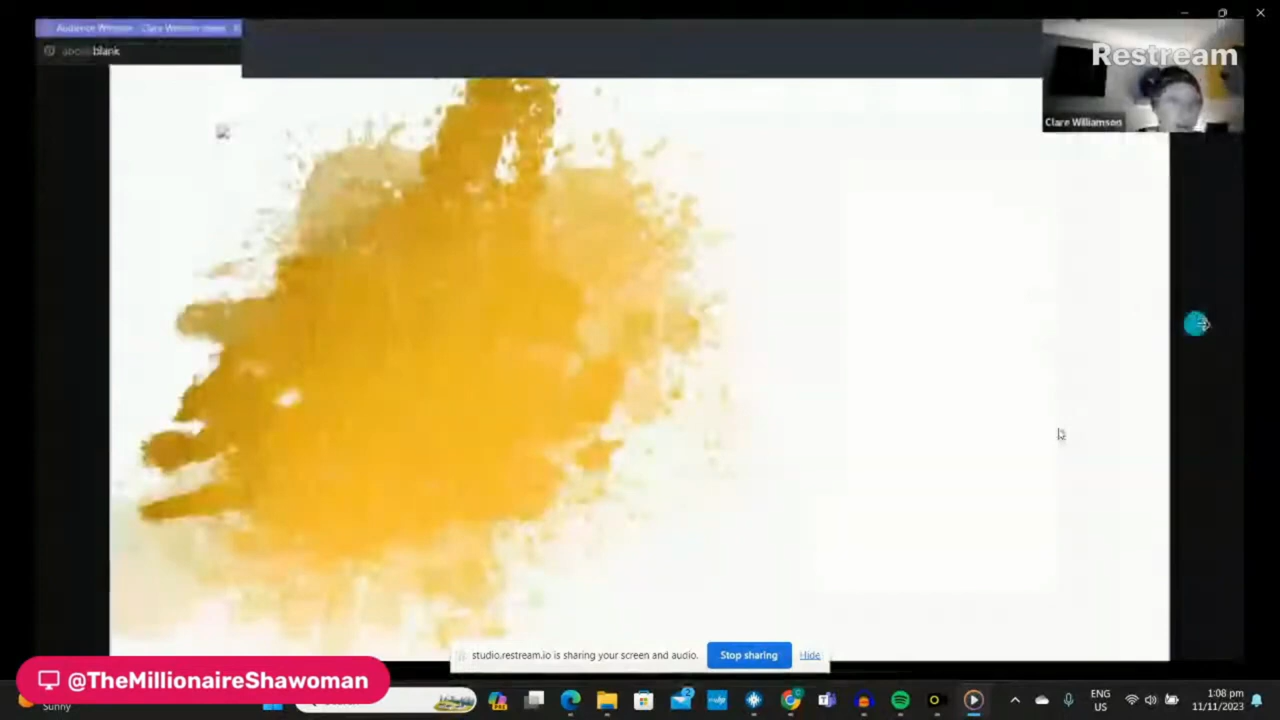 about:blank
Restream
Clare Williamson
studio.restream.io is sharing your screen and audio.
Stop sharing
Hide
@TheMillionaireShawoman
Sunny
ENG
US
1:08 pm
11/11/2023